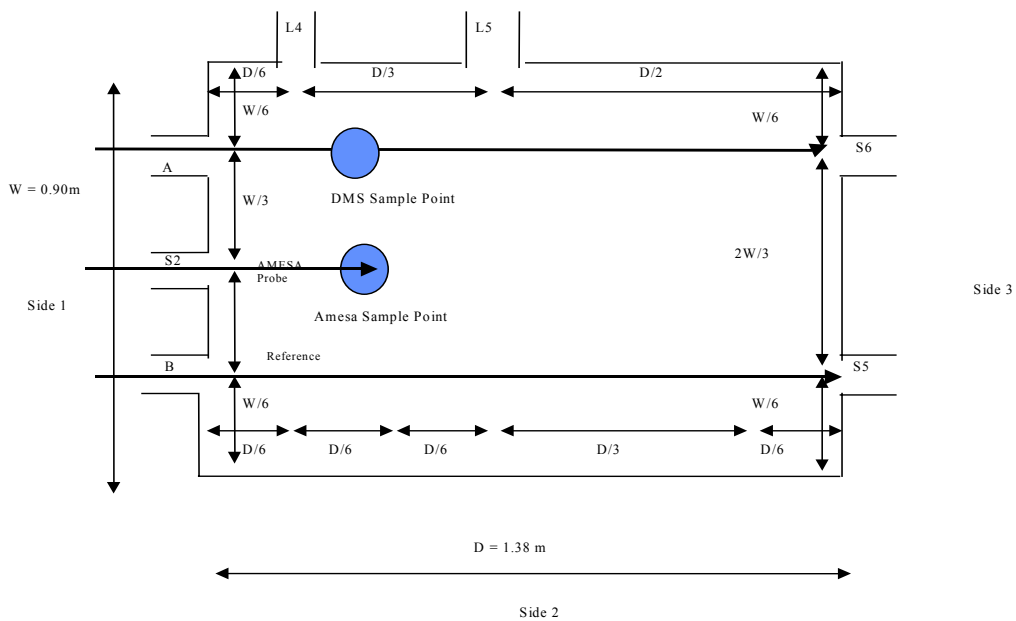 L4
L5
D/6
D/3
D/2
W/6
W/6
S6
A
W = 0.90m
DMS Sample Point
W/3
2W/3
S2
AMESA
Probe
Side 3
Side 1
Amesa Sample Point
Reference
B
S5
W/6
W/6
D/6
D/6
D/6
D/3
D/6
D = 1.38 m
Side 2